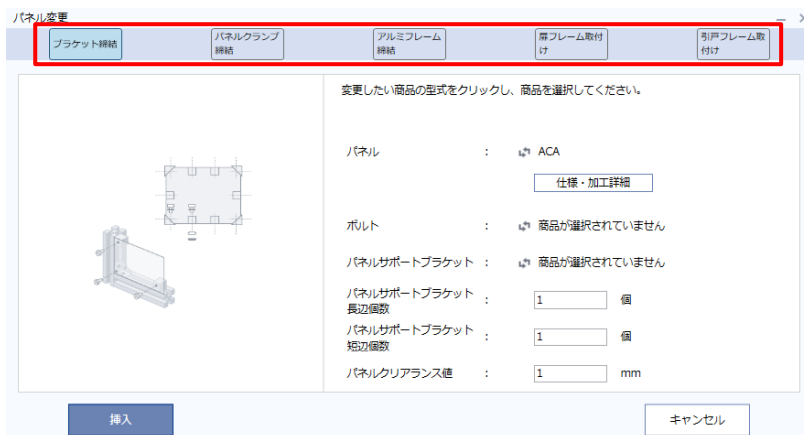 パネル変更
ブラケット締結
パネルクランプ
締結
アルミフレーム
締結
扉フレーム取付
け
引戸フレーム取
付け
変更したい商品の型式をクリックし、商品を選択してください。
パネル : ACA
仕様・加工詳細
ボルト : 商品が選択されていません
パネルサポートブラケット : 商品が選択されていません
パネルサポートブラケット
長辺個数 : 1 個
パネルサポートブラケット
短辺個数 : 1 個
パネルクリアランス値 : 1 mm
挿入
キャンセル